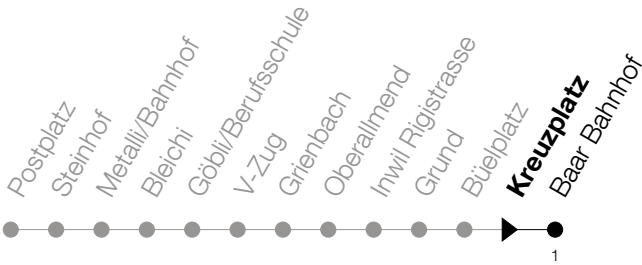 Postplatz
Steinhof
Metalli/Bahnhof
Bleichi
Göbli/Berufsschule
V-Zug
Grienbach
Oberallmend
Inwil Rigistrasse
Grund
Büelplatz
Kreuzplatz
Baar Bahnhof
1